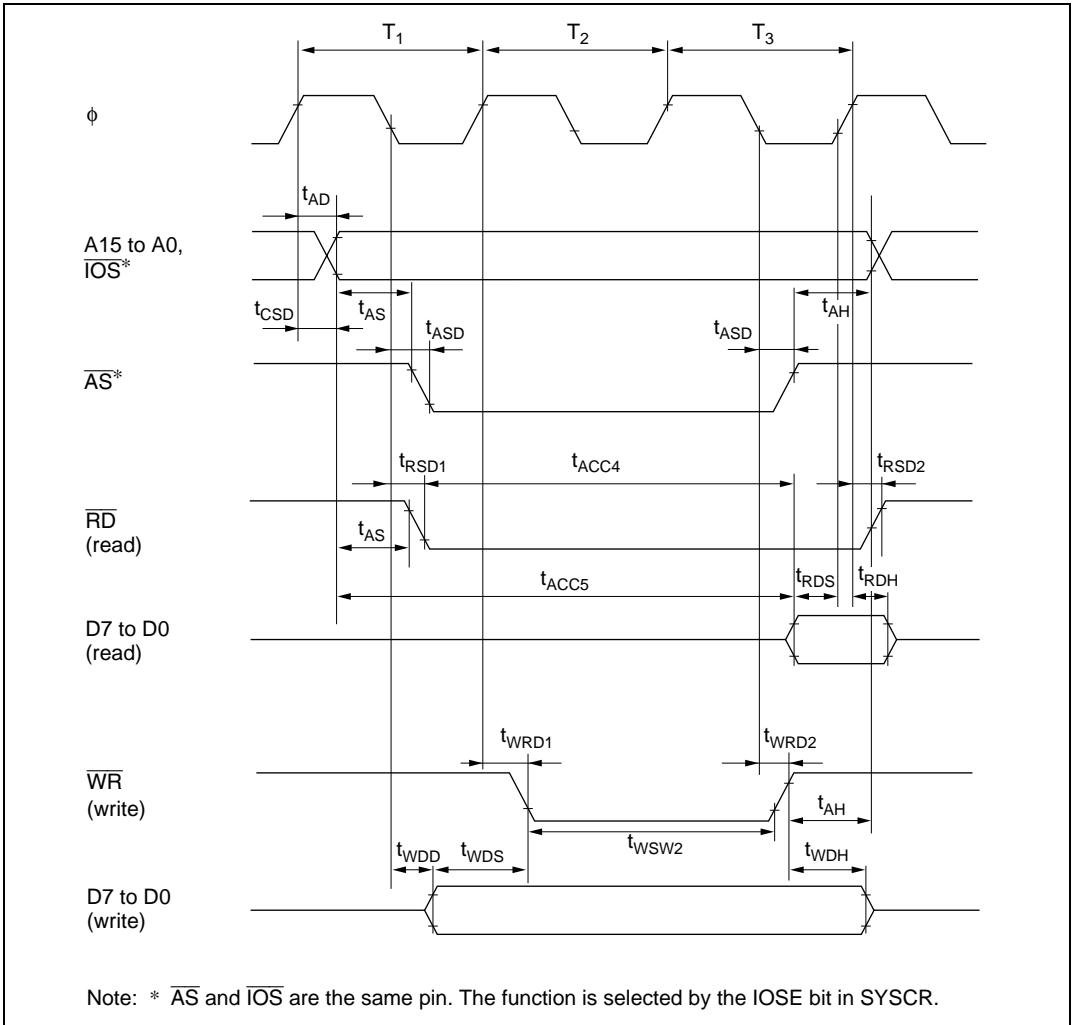 T1 T2 T3
ϕ
tAD
A15 to A0,
IOS*
tCSD tAS tASD tASD tAH
AS*
tRSD1 tACC4 tRSD2
RD
(read)
tAS
tACC5 tRDS tRDH
D7 to D0
(read)
tWRD1 tWRD2
WR
(write)
tAH
tWSW2
tWDD tWDS tWDH
D7 to D0
(write)
Note: * AS and IOS are the same pin. The function is selected by the IOSE bit in SYSCR.